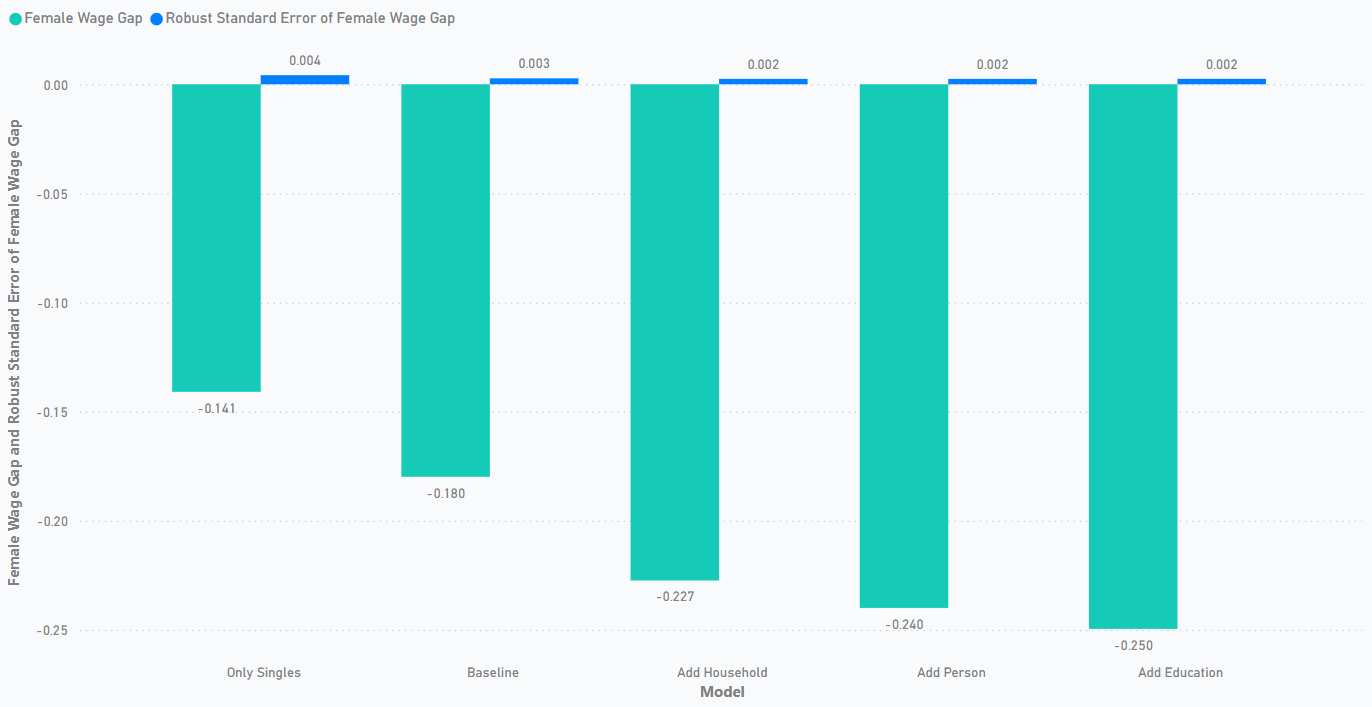 Female Wage Gap Robust Standard Error of Female Wage Gap
Female Wage Gap and Robust Standard Error of Female Wage Gap
0.00
-0.05
-0.10
-0.15
-0.20
-0.25
0.004
0.003
0.002
0.002
0.002
-0.141
-0.180
-0.227
-0.240
-0.250
Only Singles
Baseline
Add Household
Add Person
Add Education
Model